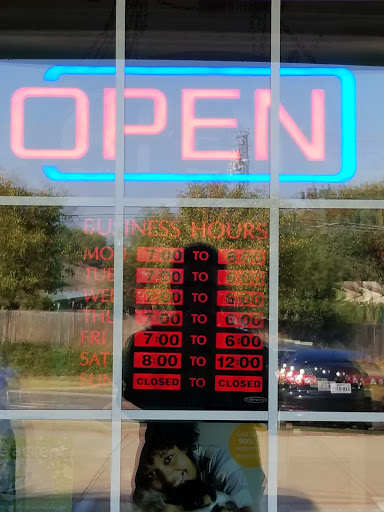 OPEN
BUSINESS HOURS
MON 7:00 TO 6:00
TUE 7:00 TO 6:00
WED 7:00 TO 6:00
THU 7:00 TO 6:00
FRI 7:00 TO 6:00
SAT 8:00 TO 12:00
SUN CLOSED TO CLOSED